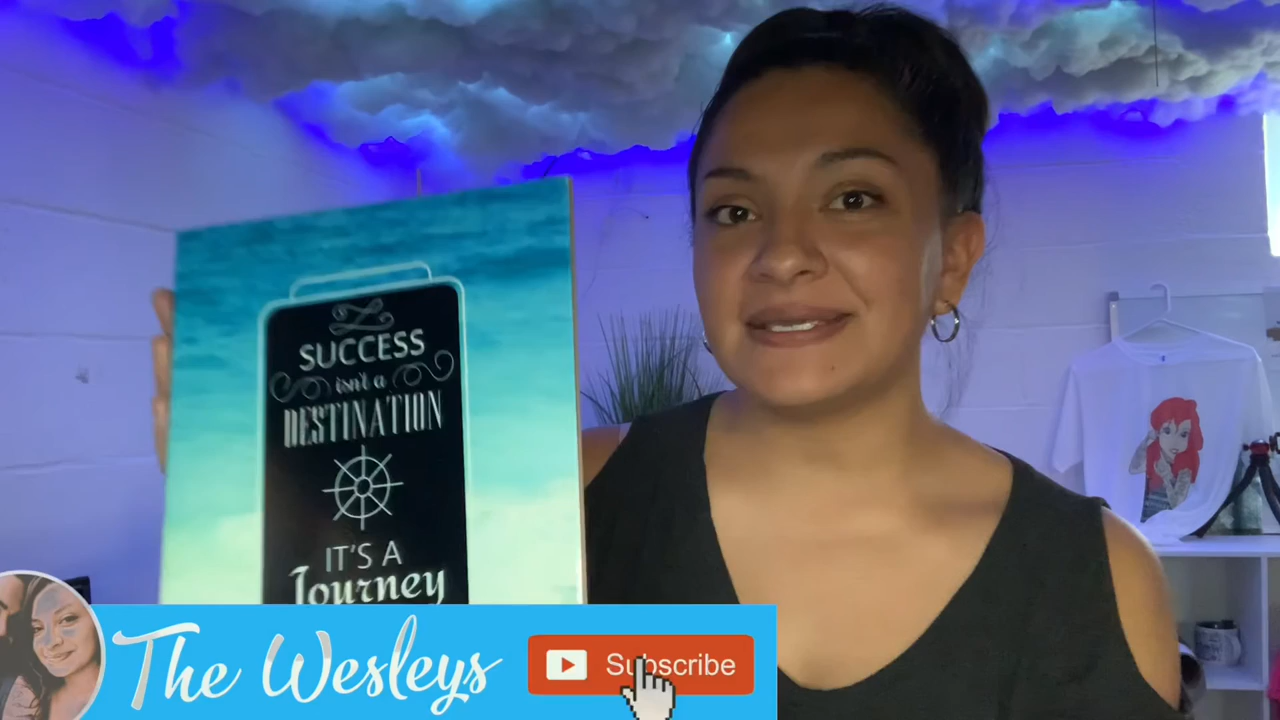 SUCCESS
isn't a
DESTINATION
IT'S A
Journey
The Wesleys
Subscribe